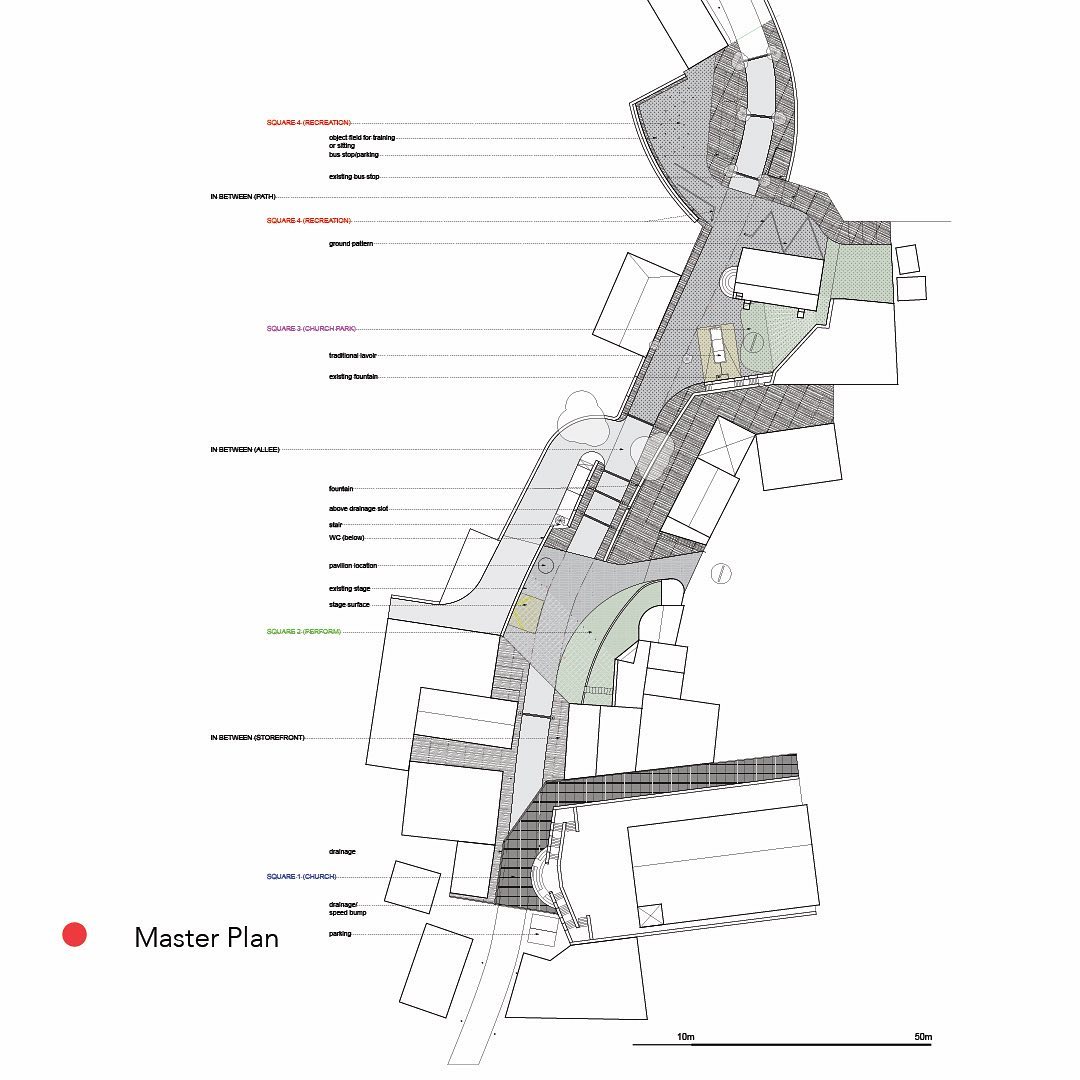 SQUARE 4 (RECREATION)
object field for training
or sitting
bus stop/parking
existing bus stop
IN BETWEEN (PATH)
SQUARE 4 (RECREATION)
ground pattern
SQUARE 3 (CHURCH PARK)
traditional lavoir
existing fountain
IN BETWEEN (ALLEE)
fountain
above drainage slot
stair
WC (below)
pavilion location
existing stage
stage surface
SQUARE 2 (PERFORM)
IN BETWEEN (STOREFRONT)
drainage
SQUARE 1 (CHURCH)
drainage/
speed bump
parking
Master Plan
10m 50m